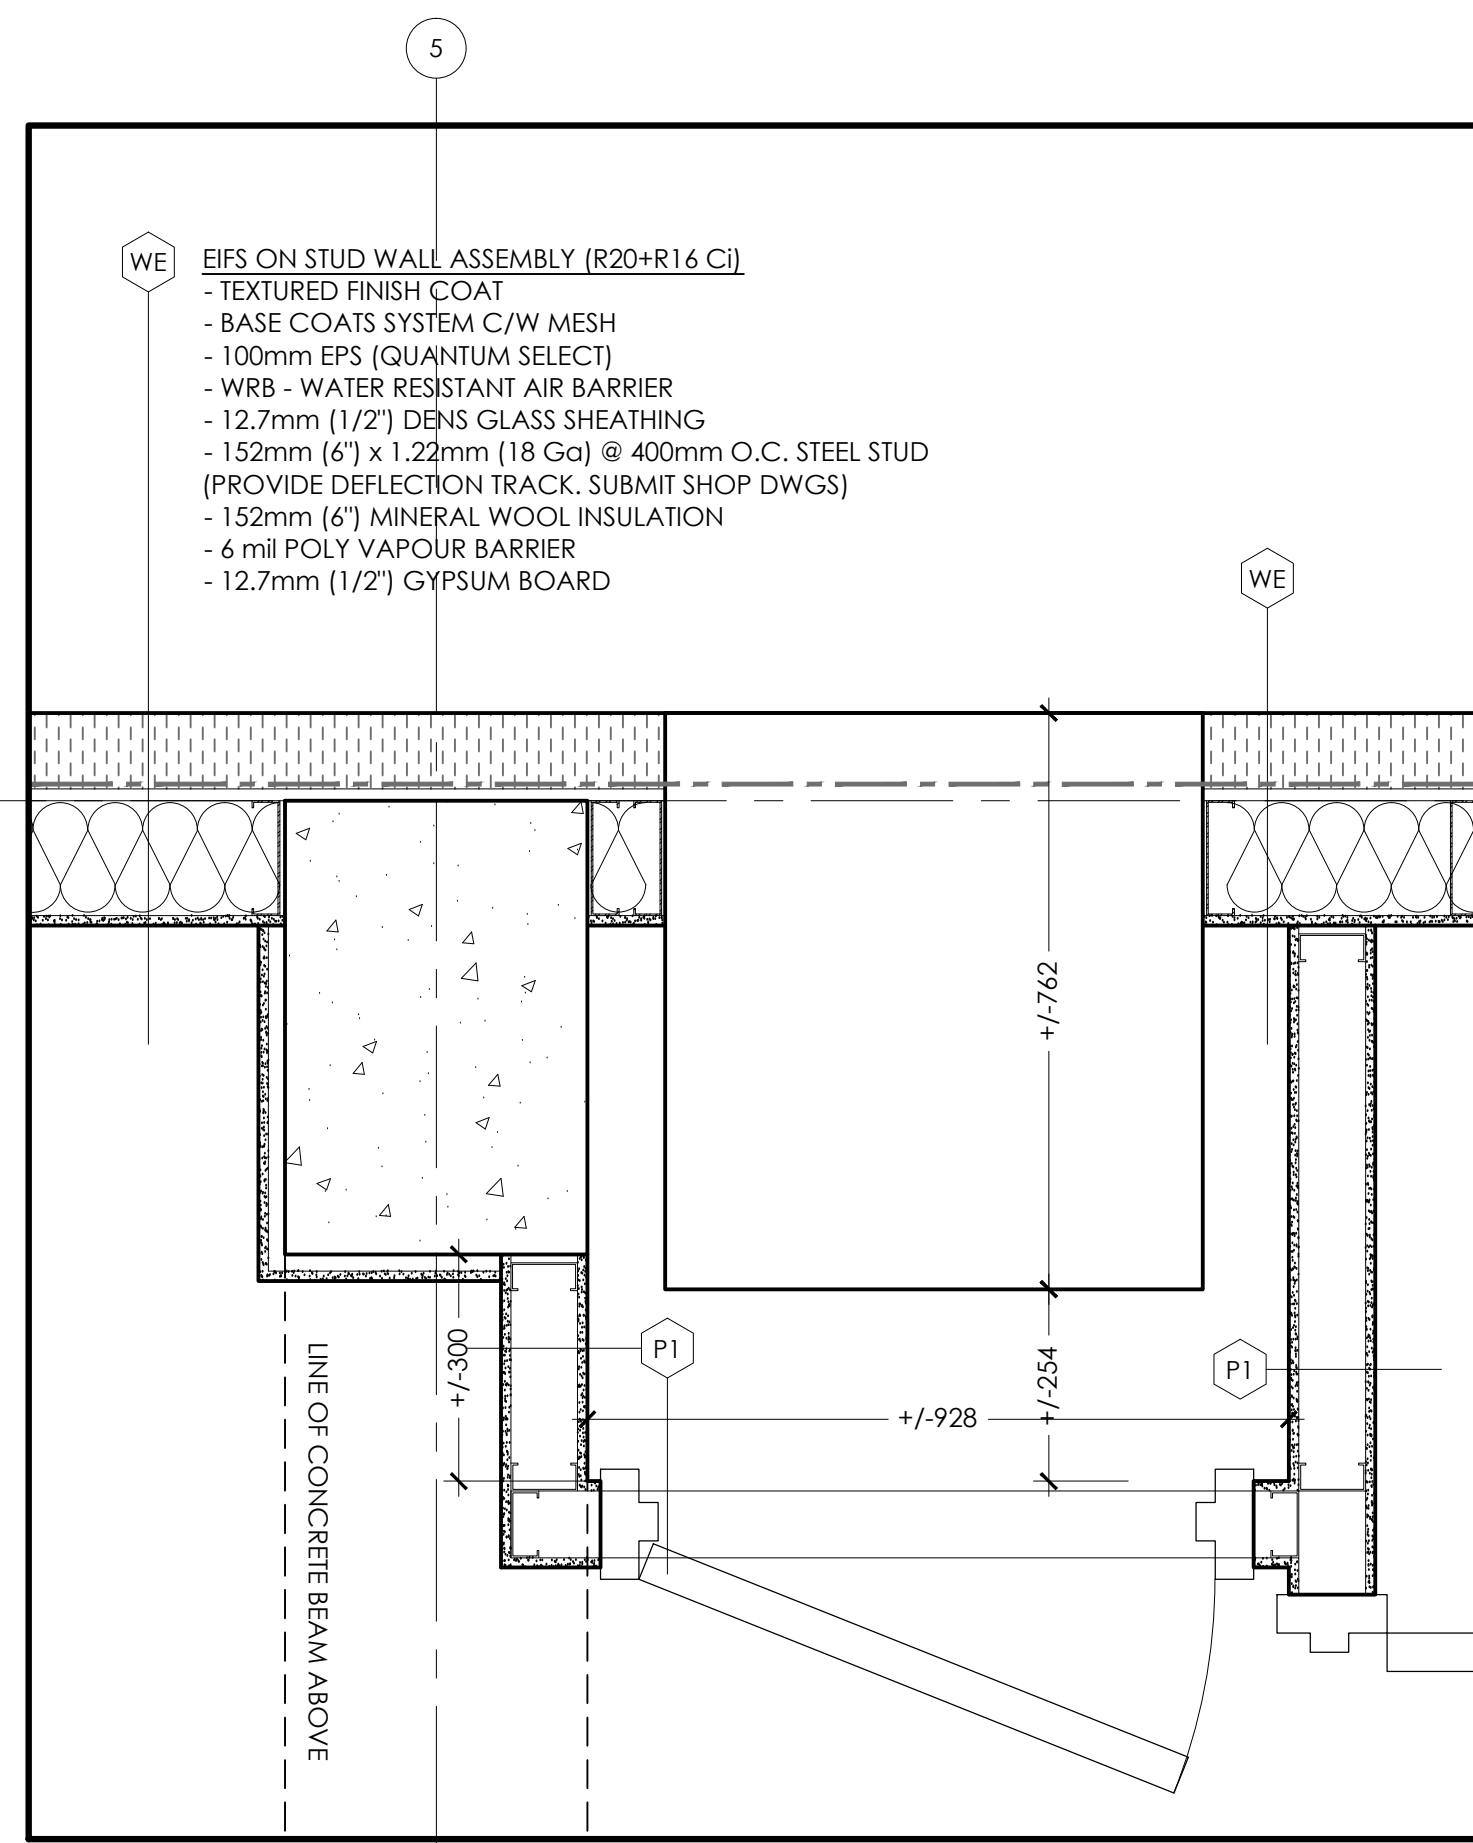 5
WE
EIFS ON STUD WALL ASSEMBLY (R20+R16 Ci)
- TEXTURED FINISH COAT
- BASE COATS SYSTEM C/W MESH
- 100mm EPS (QUANTUM SELECT)
- WRB - WATER RESISTANT AIR BARRIER
- 12.7mm (1/2") DENS GLASS SHEATHING
- 152mm (6") x 1.22mm (18 Ga) @ 400mm O.C. STEEL STUD
(PROVIDE DEFLECTION TRACK. SUBMIT SHOP DWGS)
- 152mm (6") MINERAL WOOL INSULATION
- 6 mil POLY VAPOUR BARRIER
- 12.7mm (1/2") GYPSUM BOARD
WE
+/-762
+/-300
P1
+/-254
P1
+/-928
LINE OF CONCRETE BEAM ABOVE